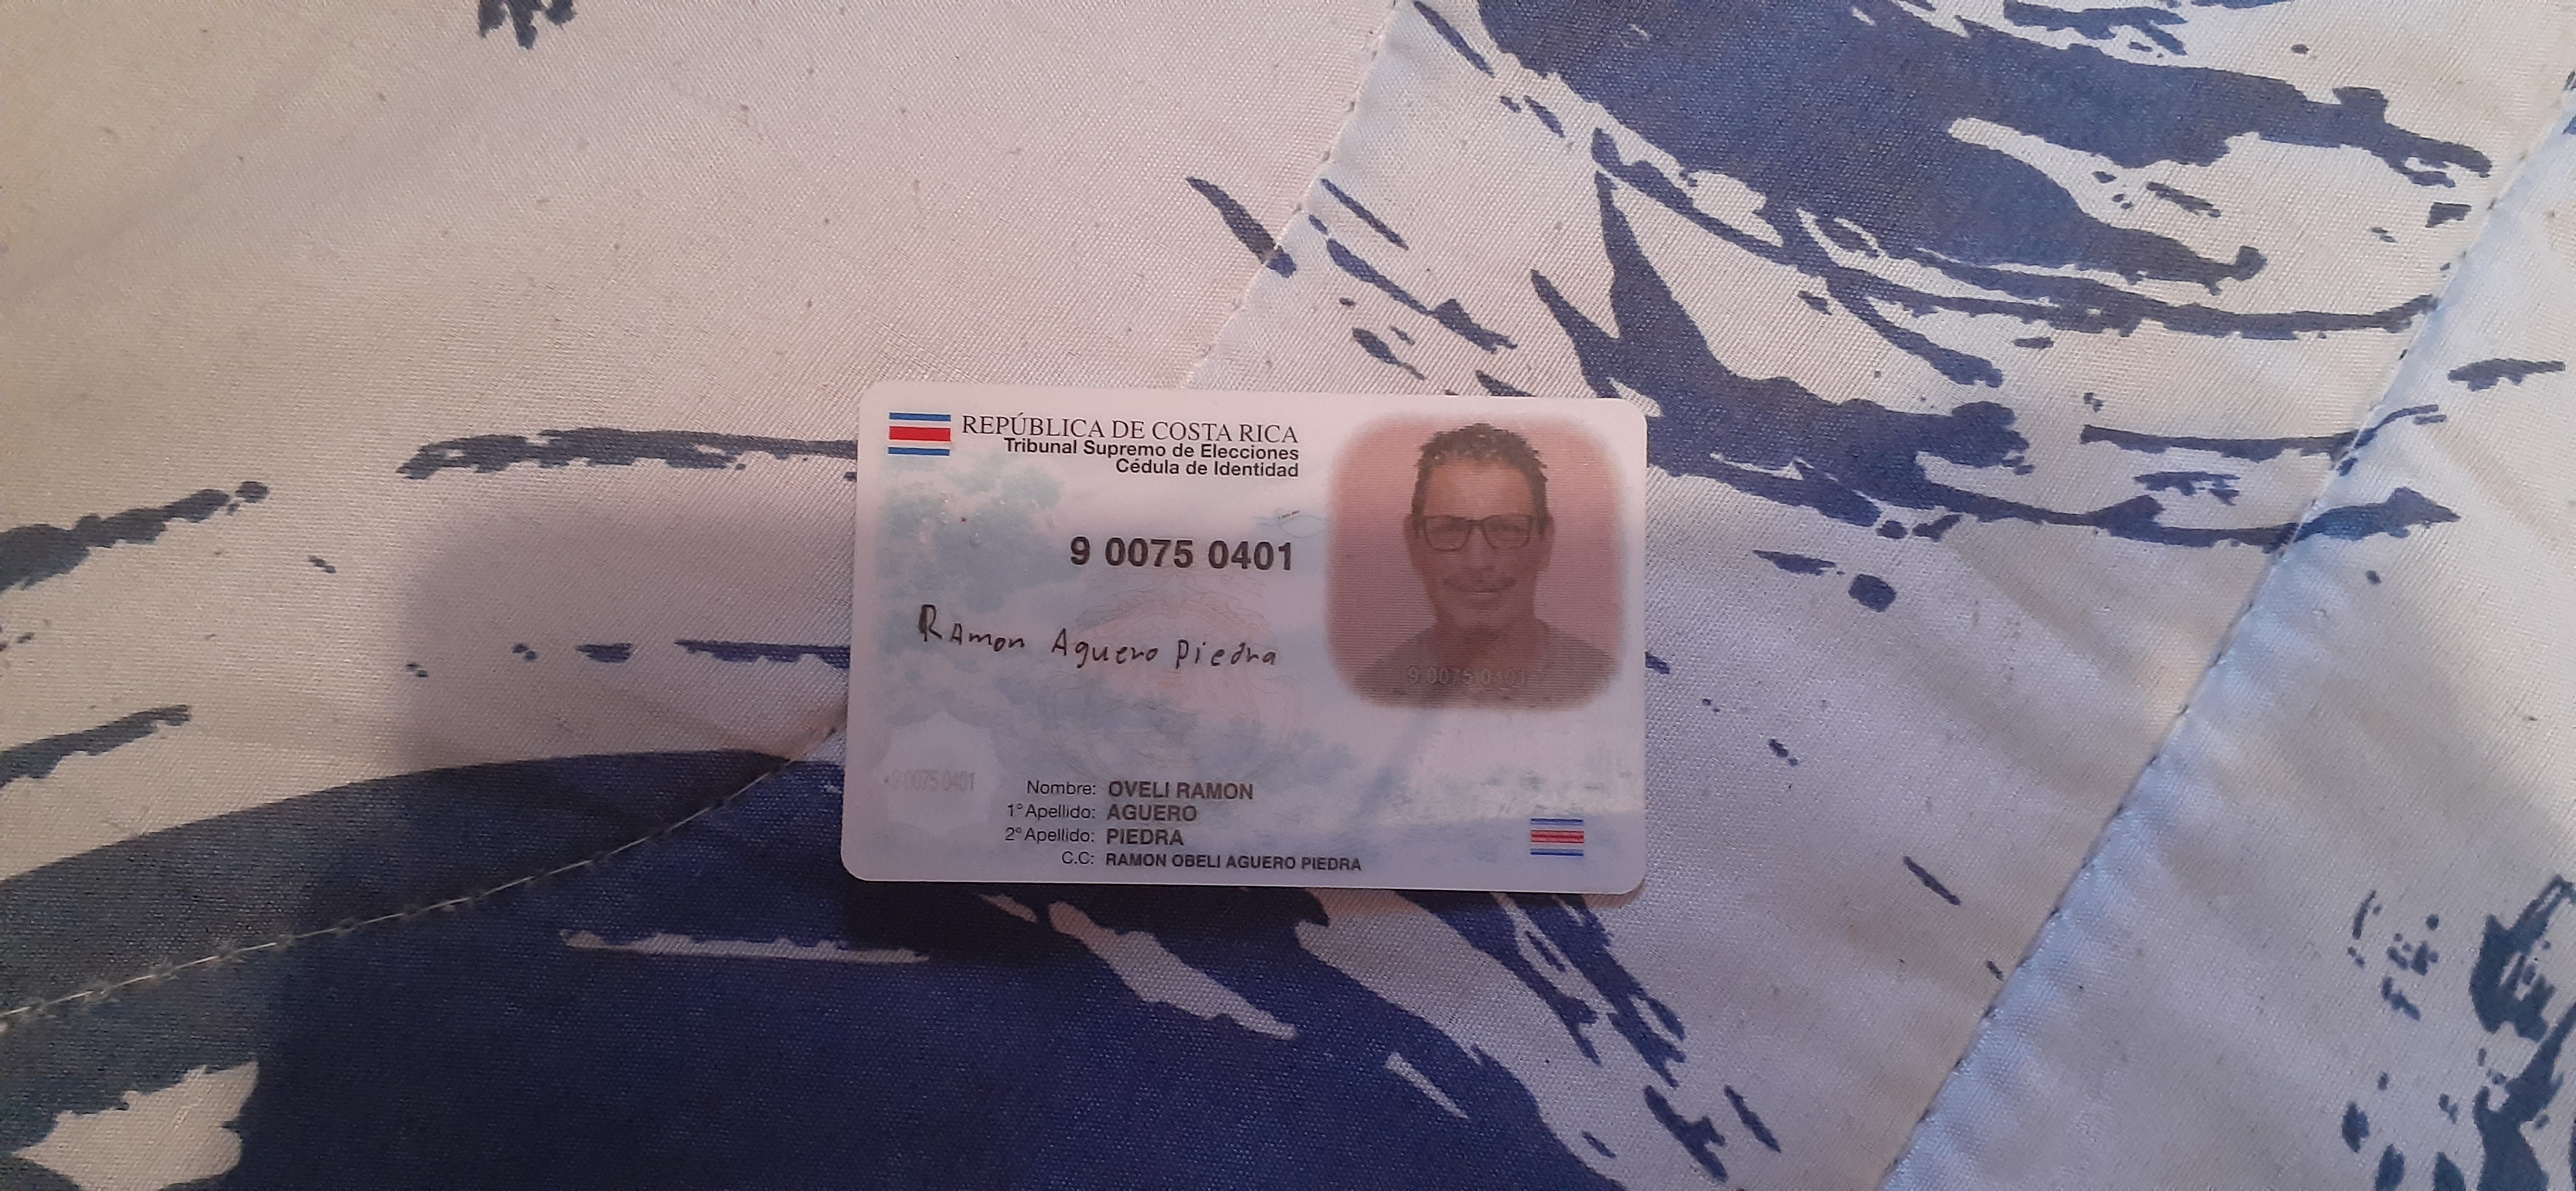 REPÚBLICA DE COSTA RICA
Tribunal Supremo de Elecciones
Cédula de Identidad
9 0075 0401
RAmon Aguero Piedra
9 0075 0401
9 0075 0401
Nombre: OVELI RAMON
1° Apellido: AGUERO
2° Apellido: PIEDRA
C.C: RAMON OBELI AGUERO PIEDRA